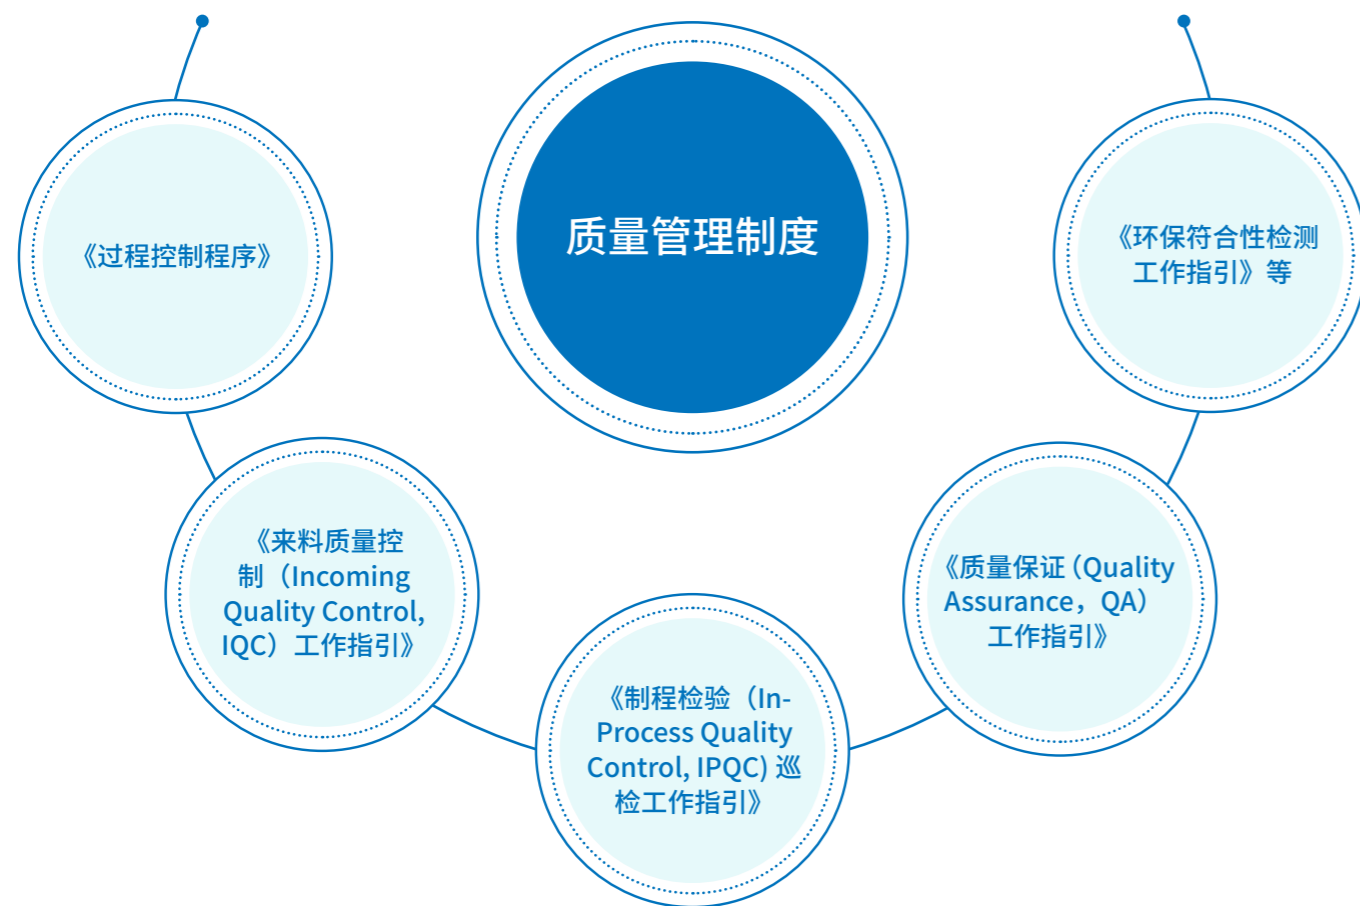 质量管理制度
《过程控制程序》
《来料质量控
制（Incoming
Quality Control,
IQC）工作指引》
《制程检验（In-
Process Quality
Control, IPQC) 巡
检工作指引》
《质量保证（Quality
Assurance，QA）
工作指引》
《环保符合性检测
工作指引》等